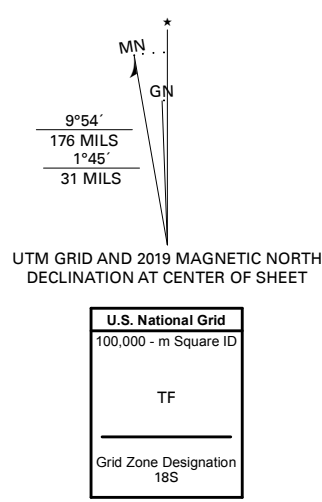 MN
GN
9°54´
176 MILS
1°45´
31 MILS
UTM GRID AND 2019 MAGNETIC NORTH
DECLINATION AT CENTER OF SHEET
U.S. National Grid
100,000 - m Square ID
TF
Grid Zone Designation
18S